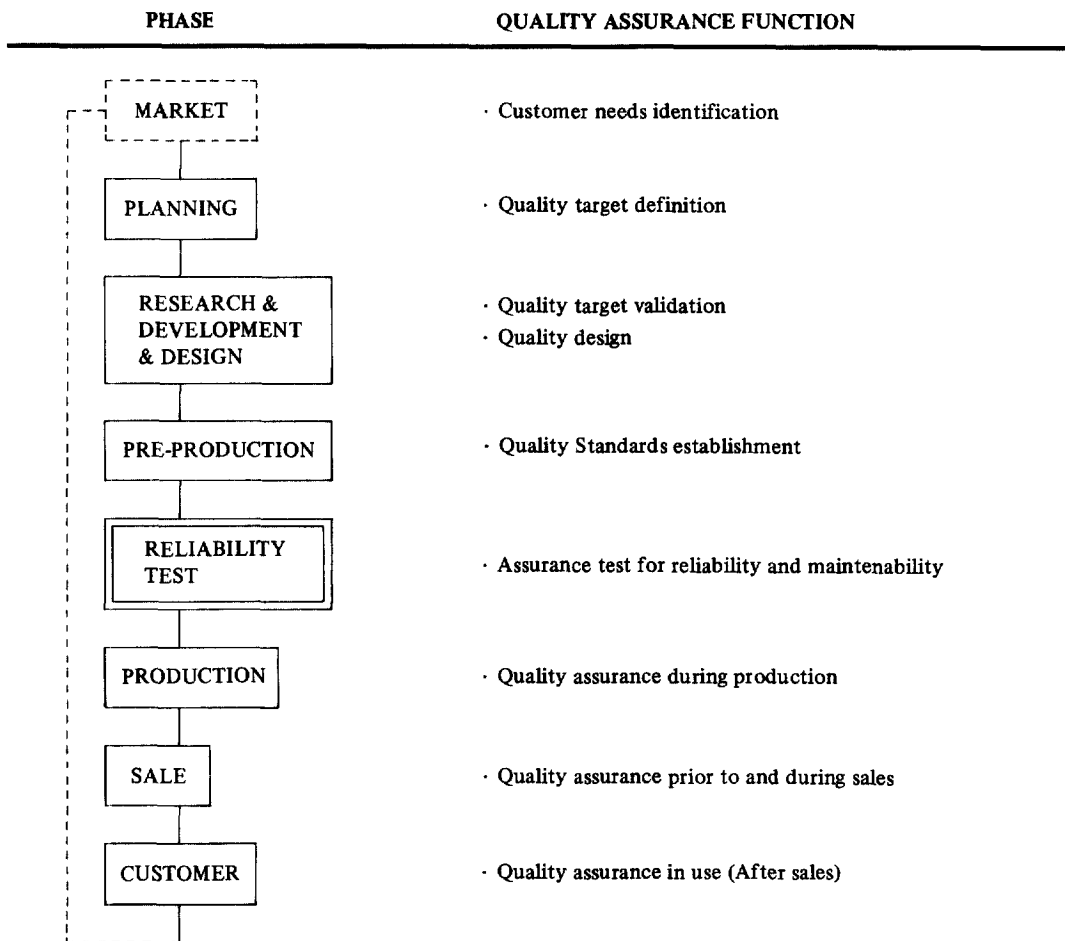 PHASE QUALITY ASSURANCE FUNCTION
MARKET · Customer needs identification
PLANNING · Quality target definition
RESEARCH & · Quality target validation
DEVELOPMENT · Quality design
& DESIGN
PRE-PRODUCTION · Quality Standards establishment
RELIABILITY
TEST · Assurance test for reliability and maintenability
PRODUCTION · Quality assurance during production
SALE · Quality assurance prior to and during sales
CUSTOMER · Quality assurance in use (After sales)